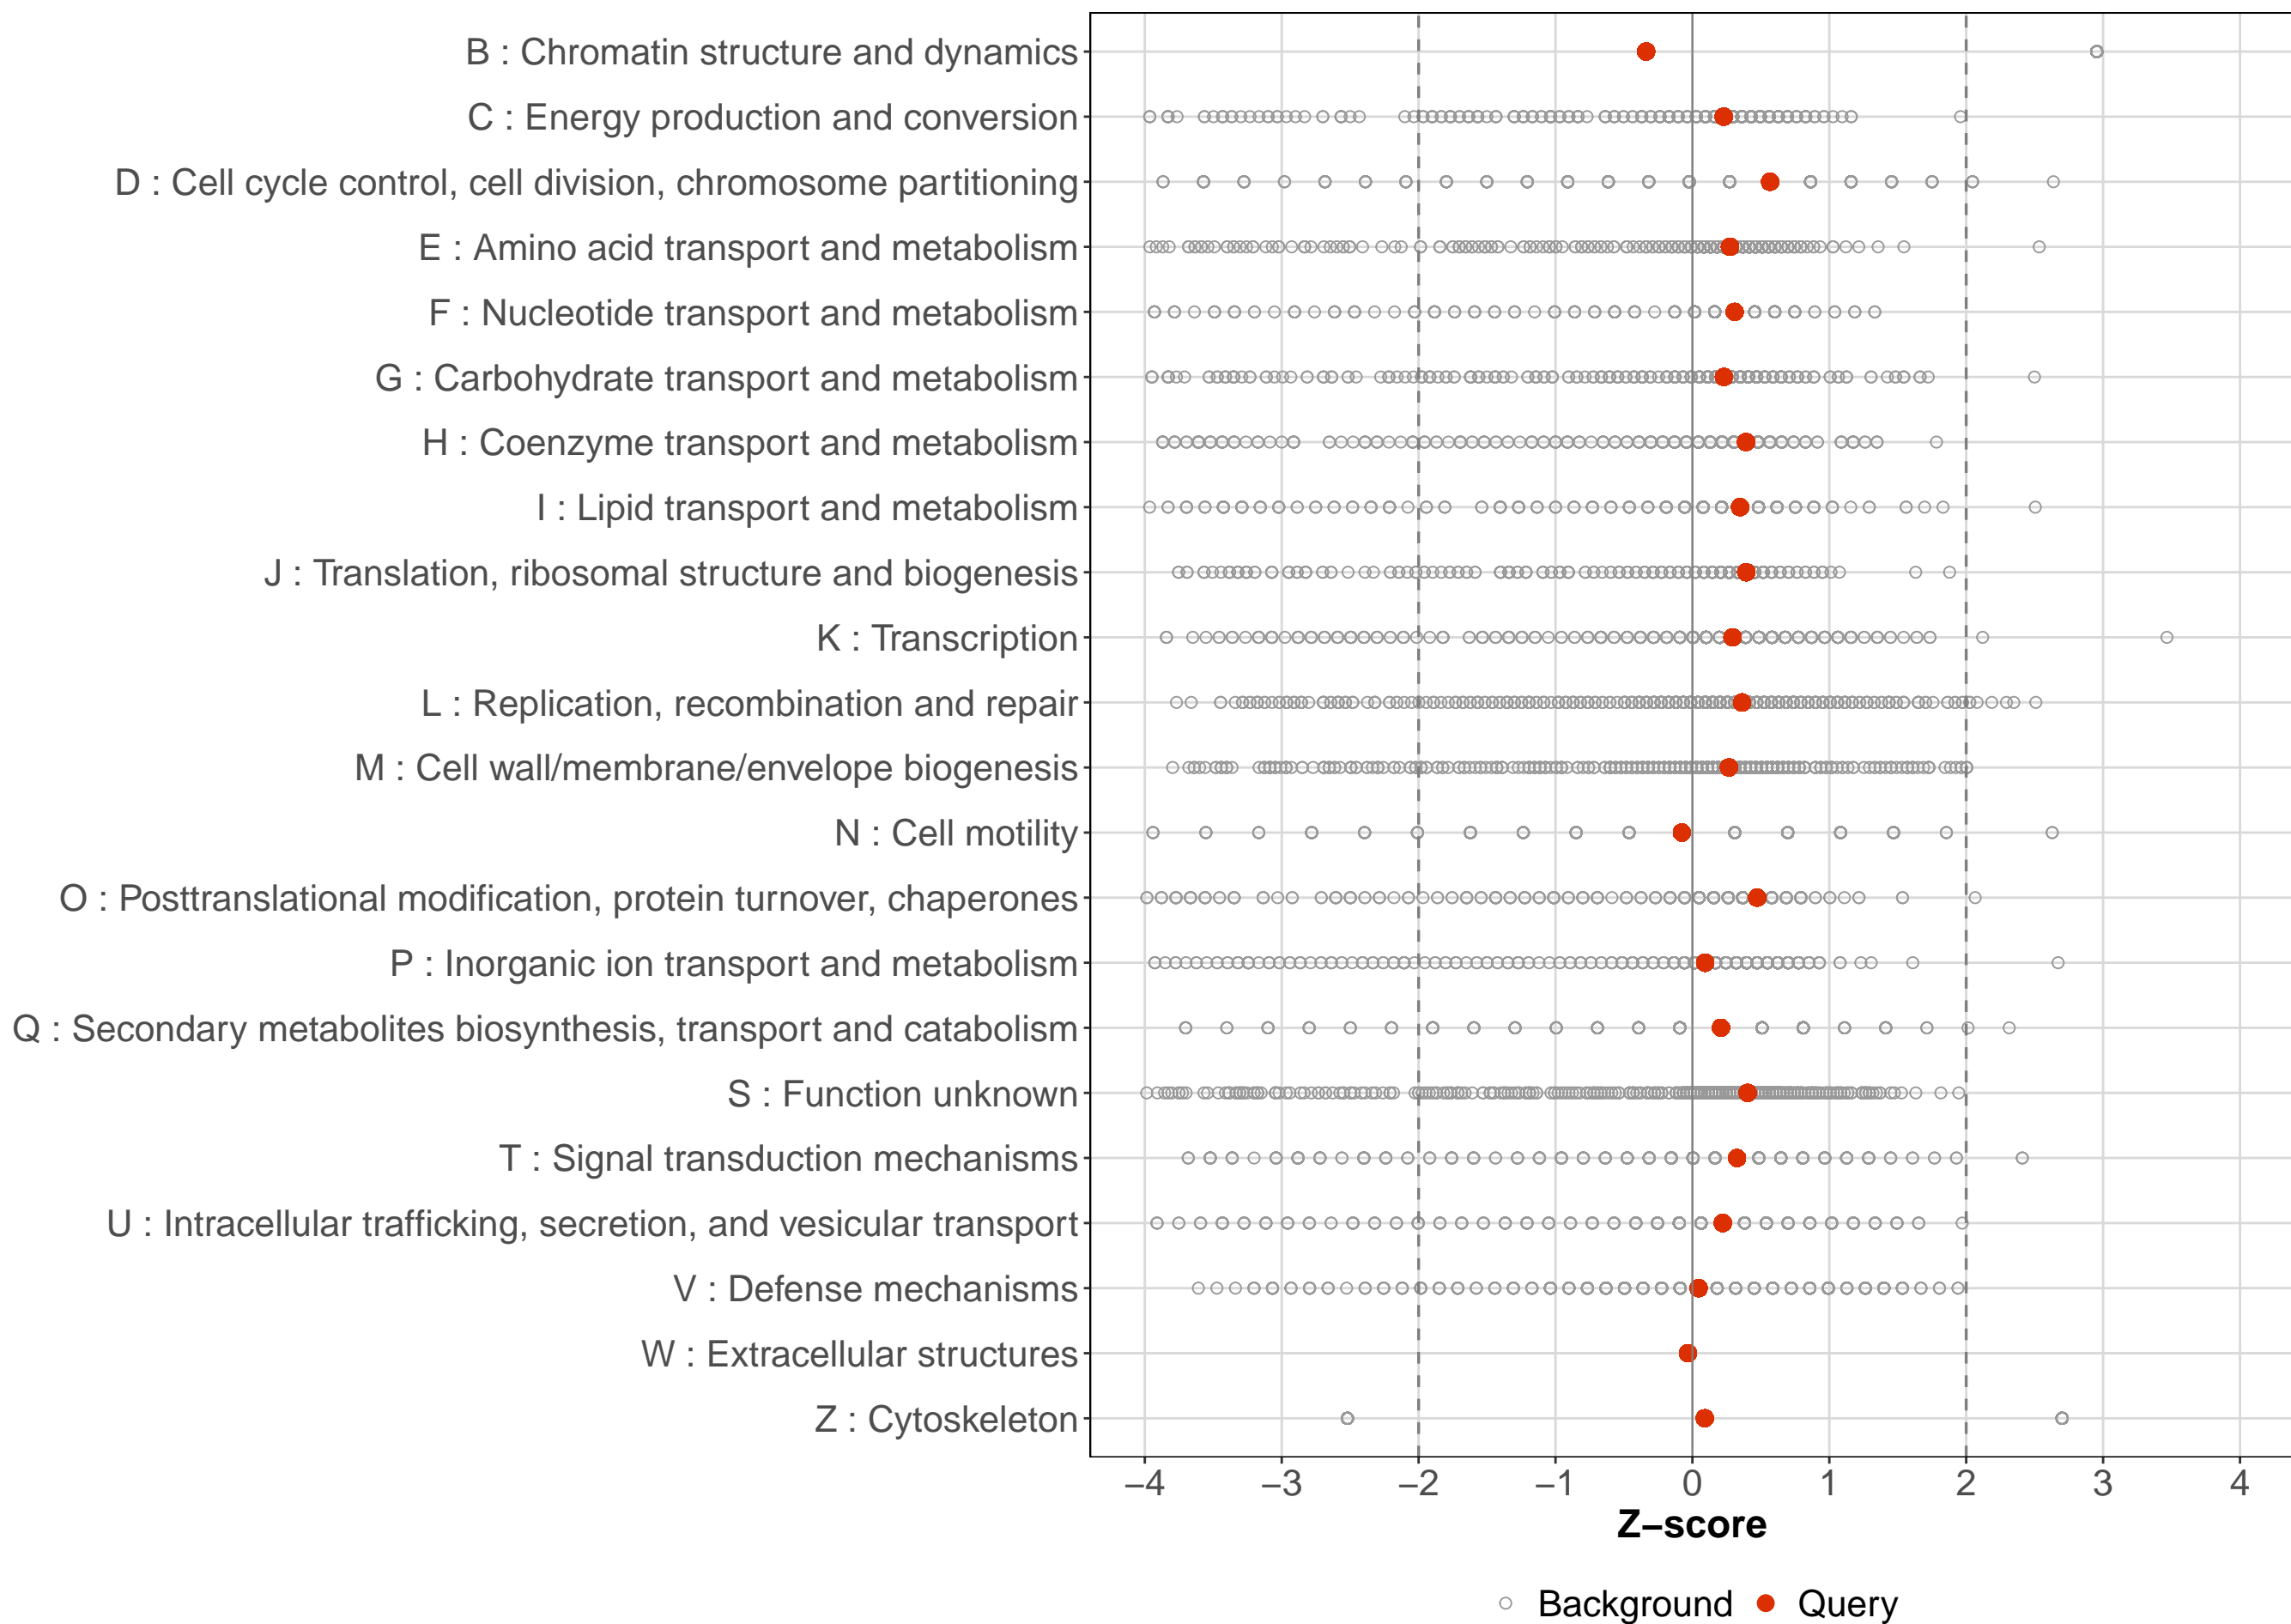 B : Chromatin structure and dynamics
C : Energy production and conversion
D : Cell cycle control, cell division, chromosome partitioning
E : Amino acid transport and metabolism
F : Nucleotide transport and metabolism
G : Carbohydrate transport and metabolism
H : Coenzyme transport and metabolism
I : Lipid transport and metabolism
J : Translation, ribosomal structure and biogenesis
K : Transcription
L : Replication, recombination and repair
M : Cell wall/membrane/envelope biogenesis
N : Cell motility
O : Posttranslational modification, protein turnover, chaperones
P : Inorganic ion transport and metabolism
Q : Secondary metabolites biosynthesis, transport and catabolism
S : Function unknown
T : Signal transduction mechanisms
U : Intracellular trafficking, secretion, and vesicular transport
V : Defense mechanisms
W : Extracellular structures
Z : Cytoskeleton
−4 −3 −2 −1 0 1 2 3 4
Z−score
Background Query